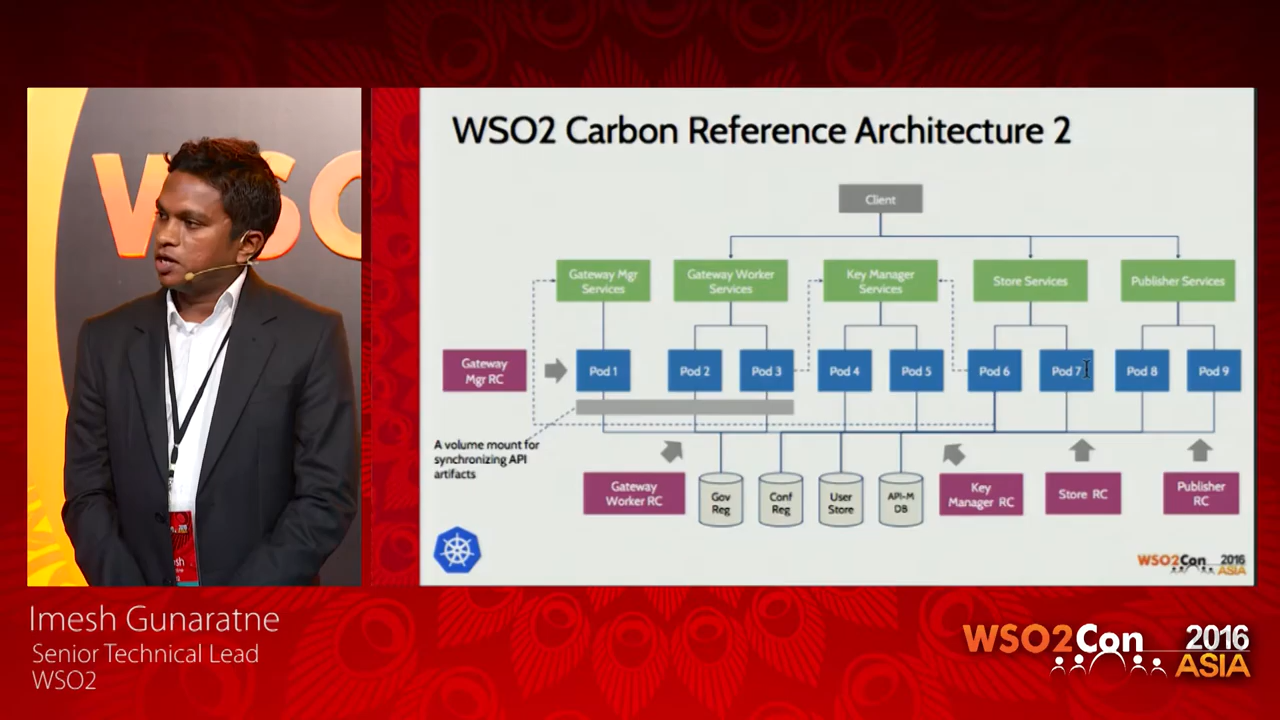 WSO
WSO2 Carbon Reference Architecture 2
Client
Gateway Mgr
Services
Gateway Worker
Services
Key Manager
Services
Store Services
Publisher Services
Gateway
Mgr RC
Pod 1
Pod 2
Pod 3
Pod 4
Pod 5
Pod 6
Pod 7
Pod 8
Pod 9
A volume mount for
synchronizing API
artifacts
Gateway
Worker RC
Gov
Reg
Conf
Reg
User
Store
API-M
DB
Key
Manager RC
Store RC
Publisher
RC
WSO2Con 2016
ASIA
Imesh Gunaratne
Senior Technical Lead
WSO2
WSO2Con 2016
ASIA